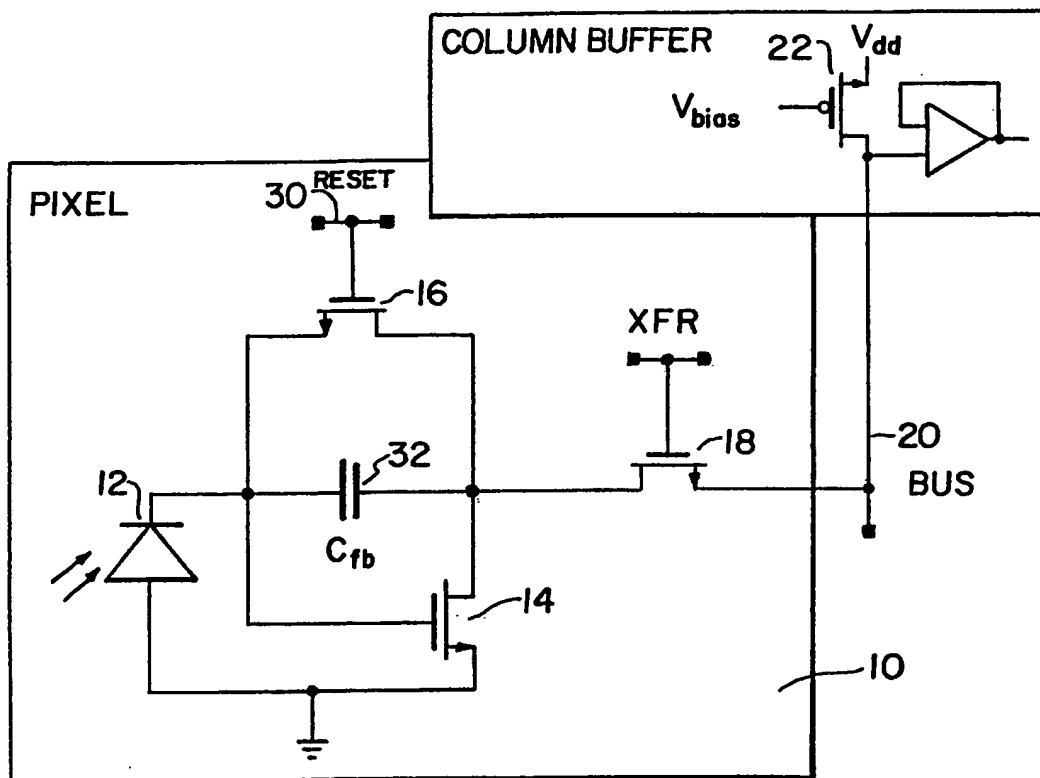 COLUMN BUFFER
22
Vdd
Vbias
PIXEL
RESET
30
16
XFR
18
32
12
Cfb
20
BUS
14
10